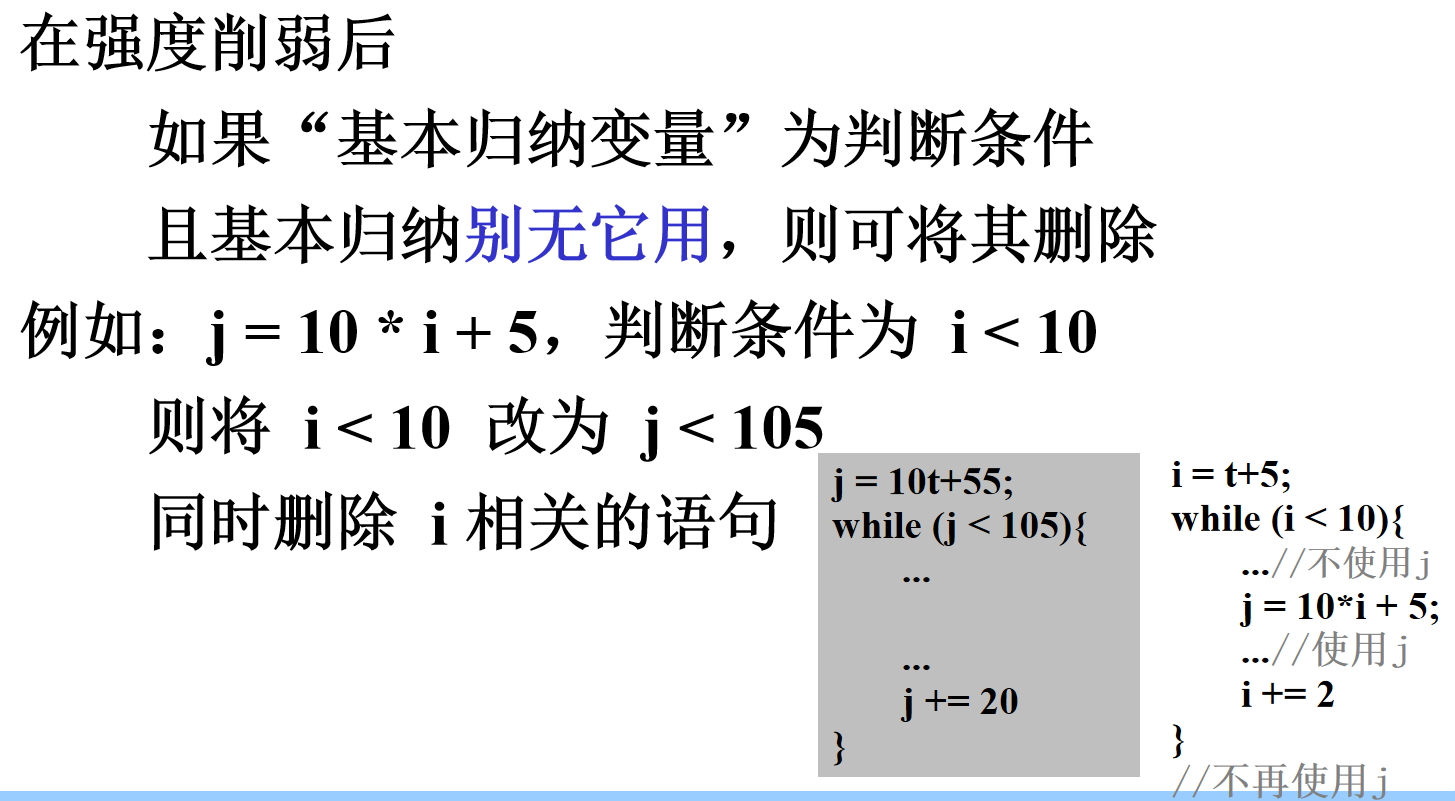 在强度削弱后
如果“基本归纳变量”为判断条件
且基本归纳别无它用，则可将其删除
例如：j = 10 * i + 5，判断条件为 i < 10
则将 i < 10 改为 j < 105
同时删除 i 相关的语句
j = 10t+55;
while (j < 105){
...
...
j += 20
}
i = t+5;
while (i < 10){
...//不使用j
j = 10*i + 5;
...//使用j
i += 2
}
//不再使用j